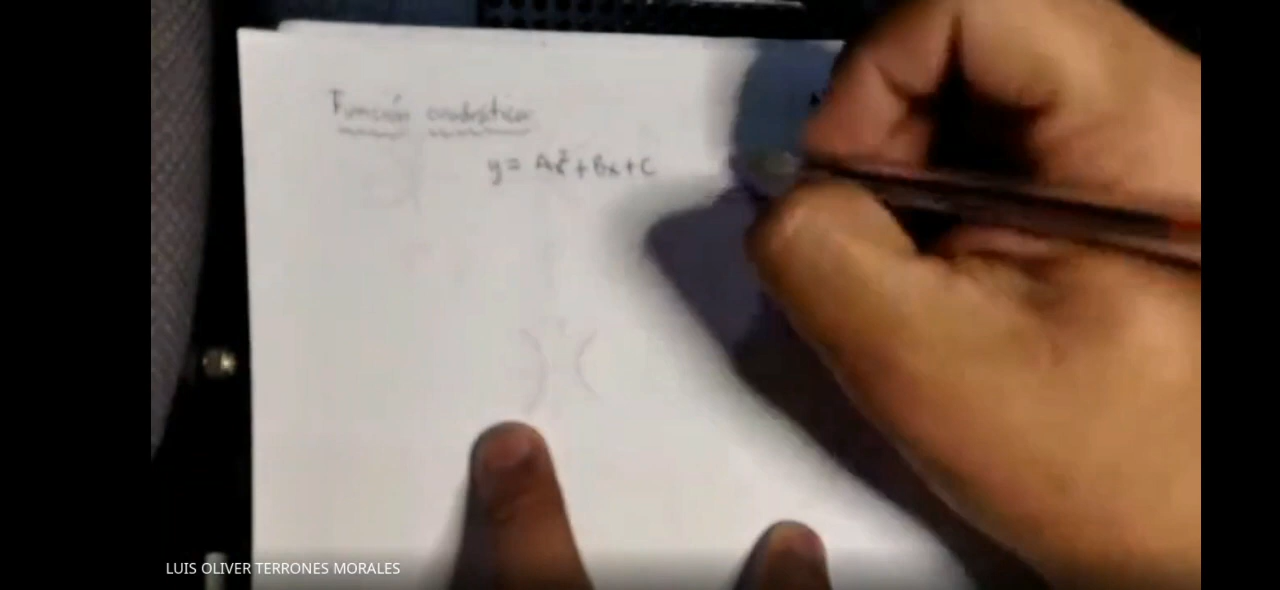 Función cuadrática
y = Ax² + Bx + C
LUIS OLIVER TERRONES MORALES